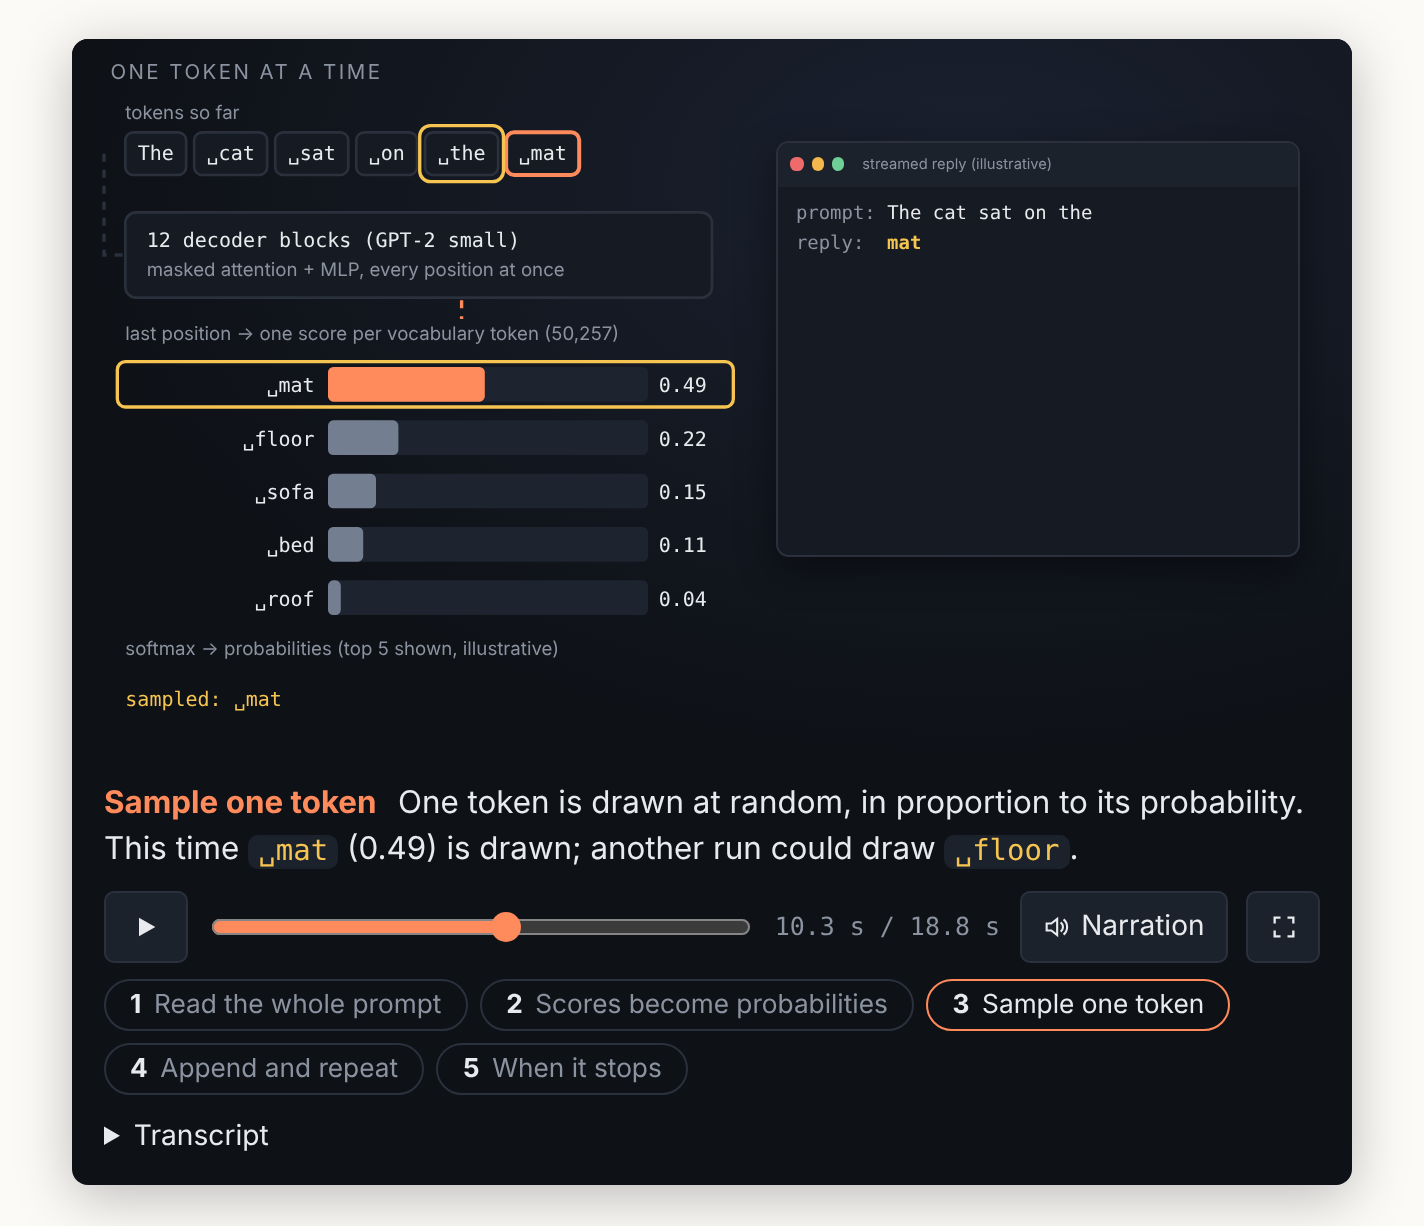 ONE TOKEN AT A TIME
tokens so far
The ␣cat ␣sat ␣on ␣the ␣mat
12 decoder blocks (GPT-2 small)
masked attention + MLP, every position at once
last position → one score per vocabulary token (50,257)
␣mat 0.49
␣floor 0.22
␣sofa 0.15
␣bed 0.11
␣roof 0.04
softmax → probabilities (top 5 shown, illustrative)
sampled: ␣mat
streamed reply (illustrative)
prompt: The cat sat on the
reply: mat
Sample one token One token is drawn at random, in proportion to its probability.
This time ␣mat (0.49) is drawn; another run could draw ␣floor.
10.3 s / 18.8 s Narration
1 Read the whole prompt 2 Scores become probabilities 3 Sample one token
4 Append and repeat 5 When it stops
Transcript